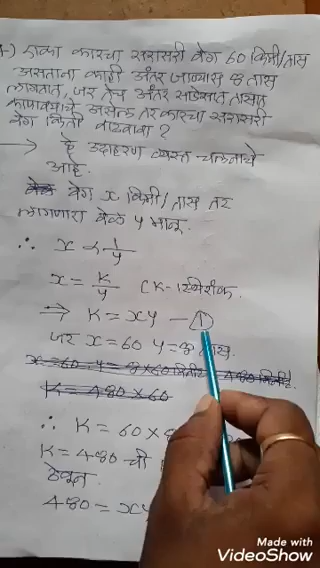 एका कारचा सरासरी वेग 60 किमी/तास
असताना काही अंतर जाण्यास 8 तास
लागतात, जर तेच अंतर साडेसात तासात
कापायचे असेल तर कारचा सरासरी
वेग किती वाढवावा?
→ हे उदाहरण व्यस्त चलनाचे
आहे.
वेग x किमी/तास तर
लागणारा वेळ y मानू.
∴ x ∝ 1/y
x = K/y (K-स्थिरांक.
⇒ K = xy — ①
जर x = 60 y = 8 तास.
K = 480 × 60
∴ K = 60 ×
K = 480 ची
ठेवून
480 = xy
Made with
VideoShow